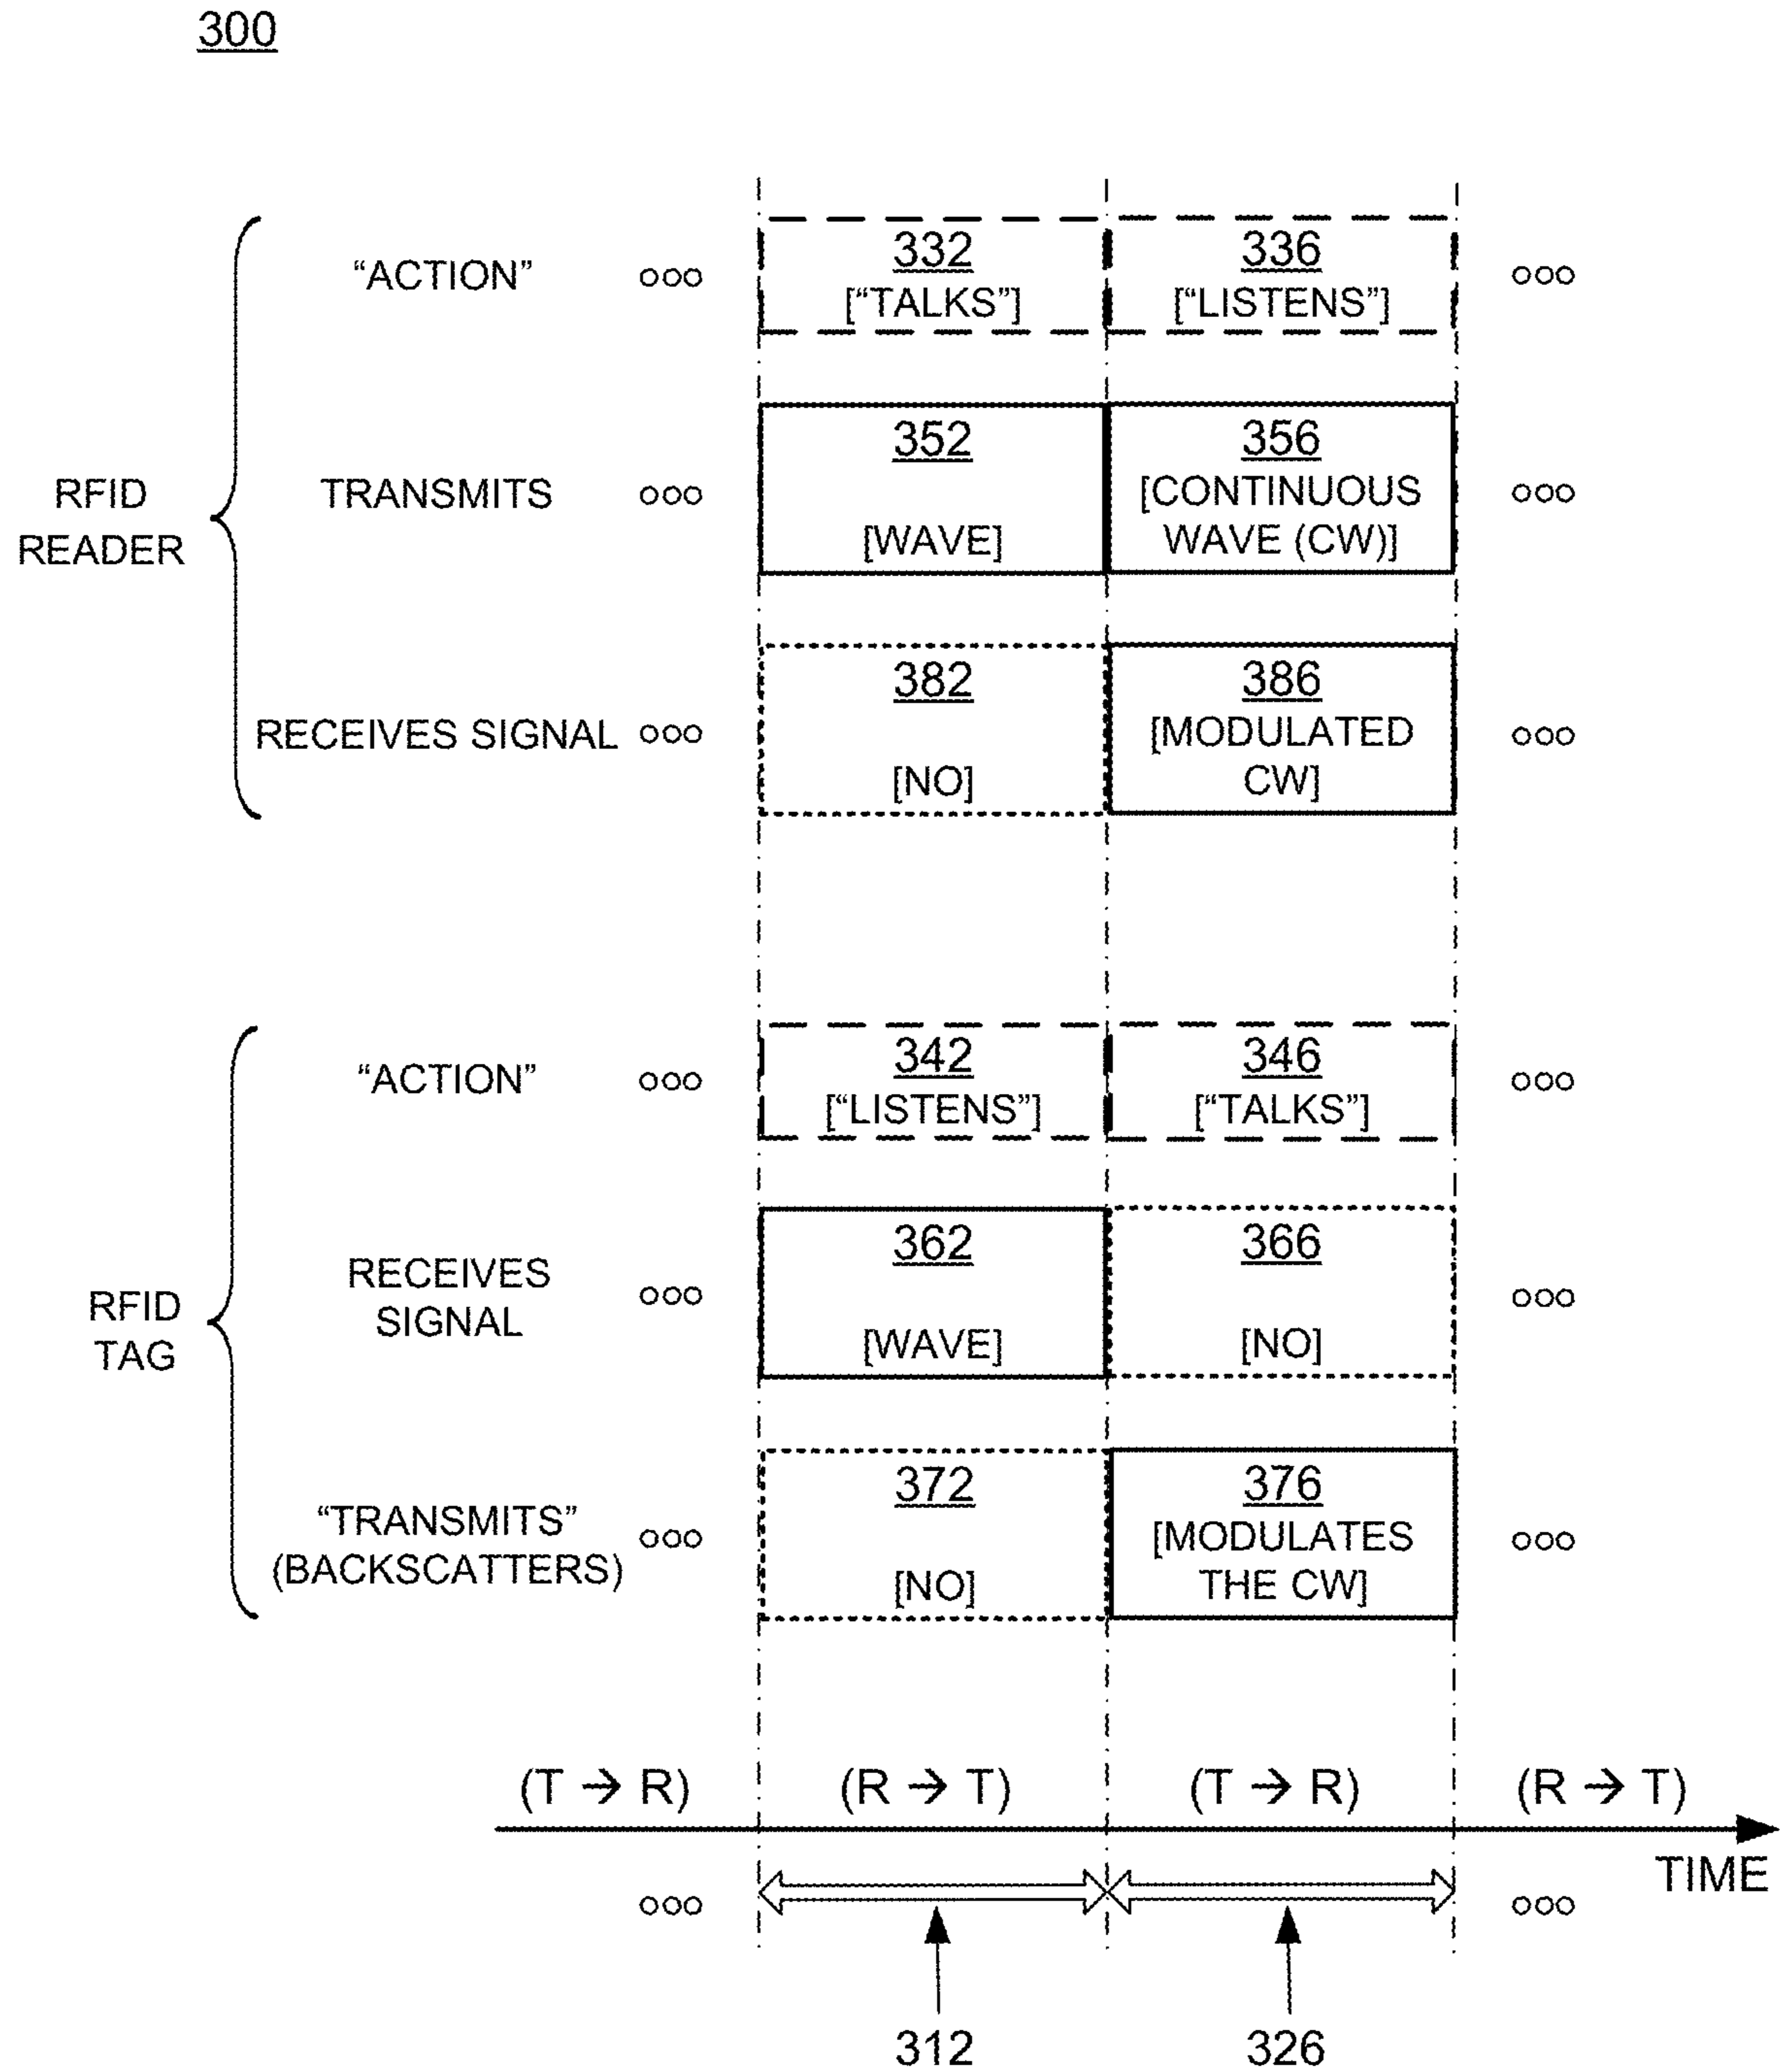 300
RFID
READER
“ACTION”
ooo
332
[“TALKS”]
336
[“LISTENS”]
ooo
TRANSMITS
ooo
352
[WAVE]
356
[CONTINUOUS
WAVE (CW)]
ooo
RECEIVES SIGNAL
ooo
382
[NO]
386
[MODULATED
CW]
ooo
RFID
TAG
“ACTION”
ooo
342
[“LISTENS”]
346
[“TALKS”]
ooo
RECEIVES
SIGNAL
ooo
362
[WAVE]
366
[NO]
ooo
“TRANSMITS”
(BACKSCATTERS)
ooo
372
[NO]
376
[MODULATES
THE CW]
ooo
(T → R)
(R → T)
(T → R)
(R → T)
TIME
ooo
ooo
312
326